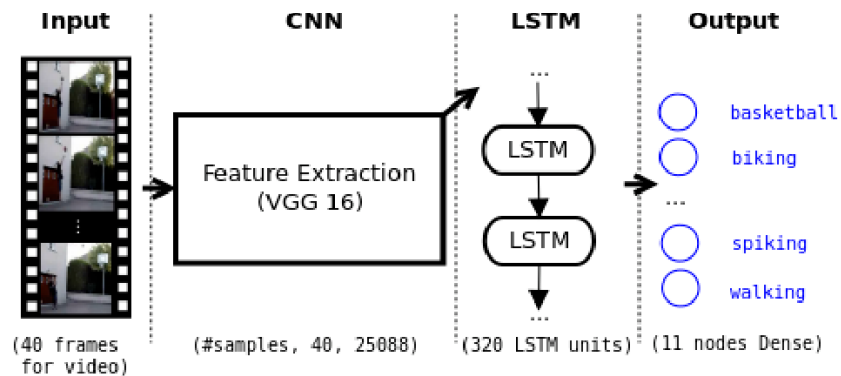 Input
CNN
LSTM
Output
...
basketball
LSTM
biking
Feature Extraction
(VGG 16)
...
...
LSTM
spiking
walking
...
(40 frames
for video)
(#samples, 40, 25088)
(320 LSTM units)
(11 nodes Dense)